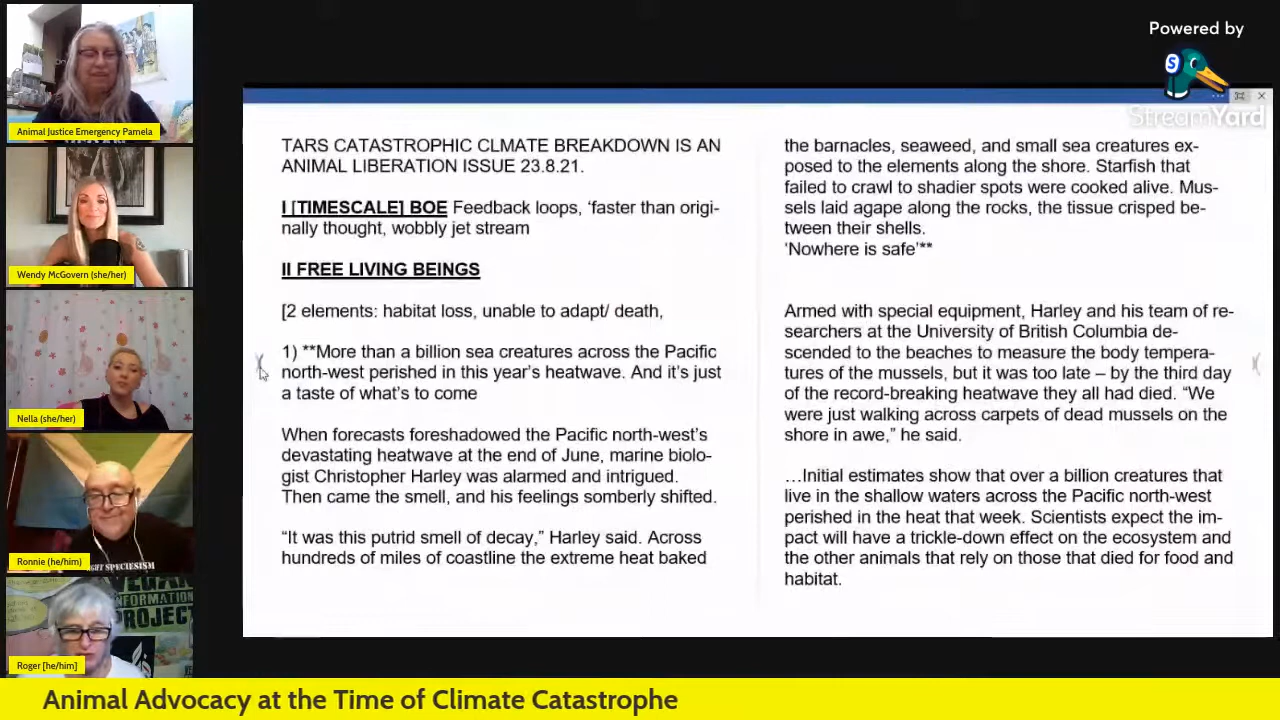 Powered by
StreamYard
Animal Justice Emergency Pamela
Wendy McGovern (she/her)
Nella (she/her)
Ronnie (he/him)
GHT SPECIESISM
VEGAN
INFORMATION
PROJECT
Roger [he/him]
TARS CATASTROPHIC CLMATE BREAKDOWN IS AN
ANIMAL LIBERATION ISSUE 23.8.21.
I [TIMESCALE] BOE Feedback loops, ‘faster than origi-
nally thought, wobbly jet stream
II FREE LIVING BEINGS
[2 elements: habitat loss, unable to adapt/ death,
1) **More than a billion sea creatures across the Pacific
north-west perished in this year’s heatwave. And it’s just
a taste of what’s to come
When forecasts foreshadowed the Pacific north-west’s
devastating heatwave at the end of June, marine biolo-
gist Christopher Harley was alarmed and intrigued.
Then came the smell, and his feelings somberly shifted.
“It was this putrid smell of decay,” Harley said. Across
hundreds of miles of coastline the extreme heat baked
the barnacles, seaweed, and small sea creatures ex-
posed to the elements along the shore. Starfish that
failed to crawl to shadier spots were cooked alive. Mus-
sels laid agape along the rocks, the tissue crisped be-
tween their shells.
‘Nowhere is safe’**
Armed with special equipment, Harley and his team of re-
searchers at the University of British Columbia de-
scended to the beaches to measure the body tempera-
tures of the mussels, but it was too late – by the third day
of the record-breaking heatwave they all had died. “We
were just walking across carpets of dead mussels on the
shore in awe,” he said.
…Initial estimates show that over a billion creatures that
live in the shallow waters across the Pacific north-west
perished in the heat that week. Scientists expect the im-
pact will have a trickle-down effect on the ecosystem and
the other animals that rely on those that died for food and
habitat.
Animal Advocacy at the Time of Climate Catastrophe